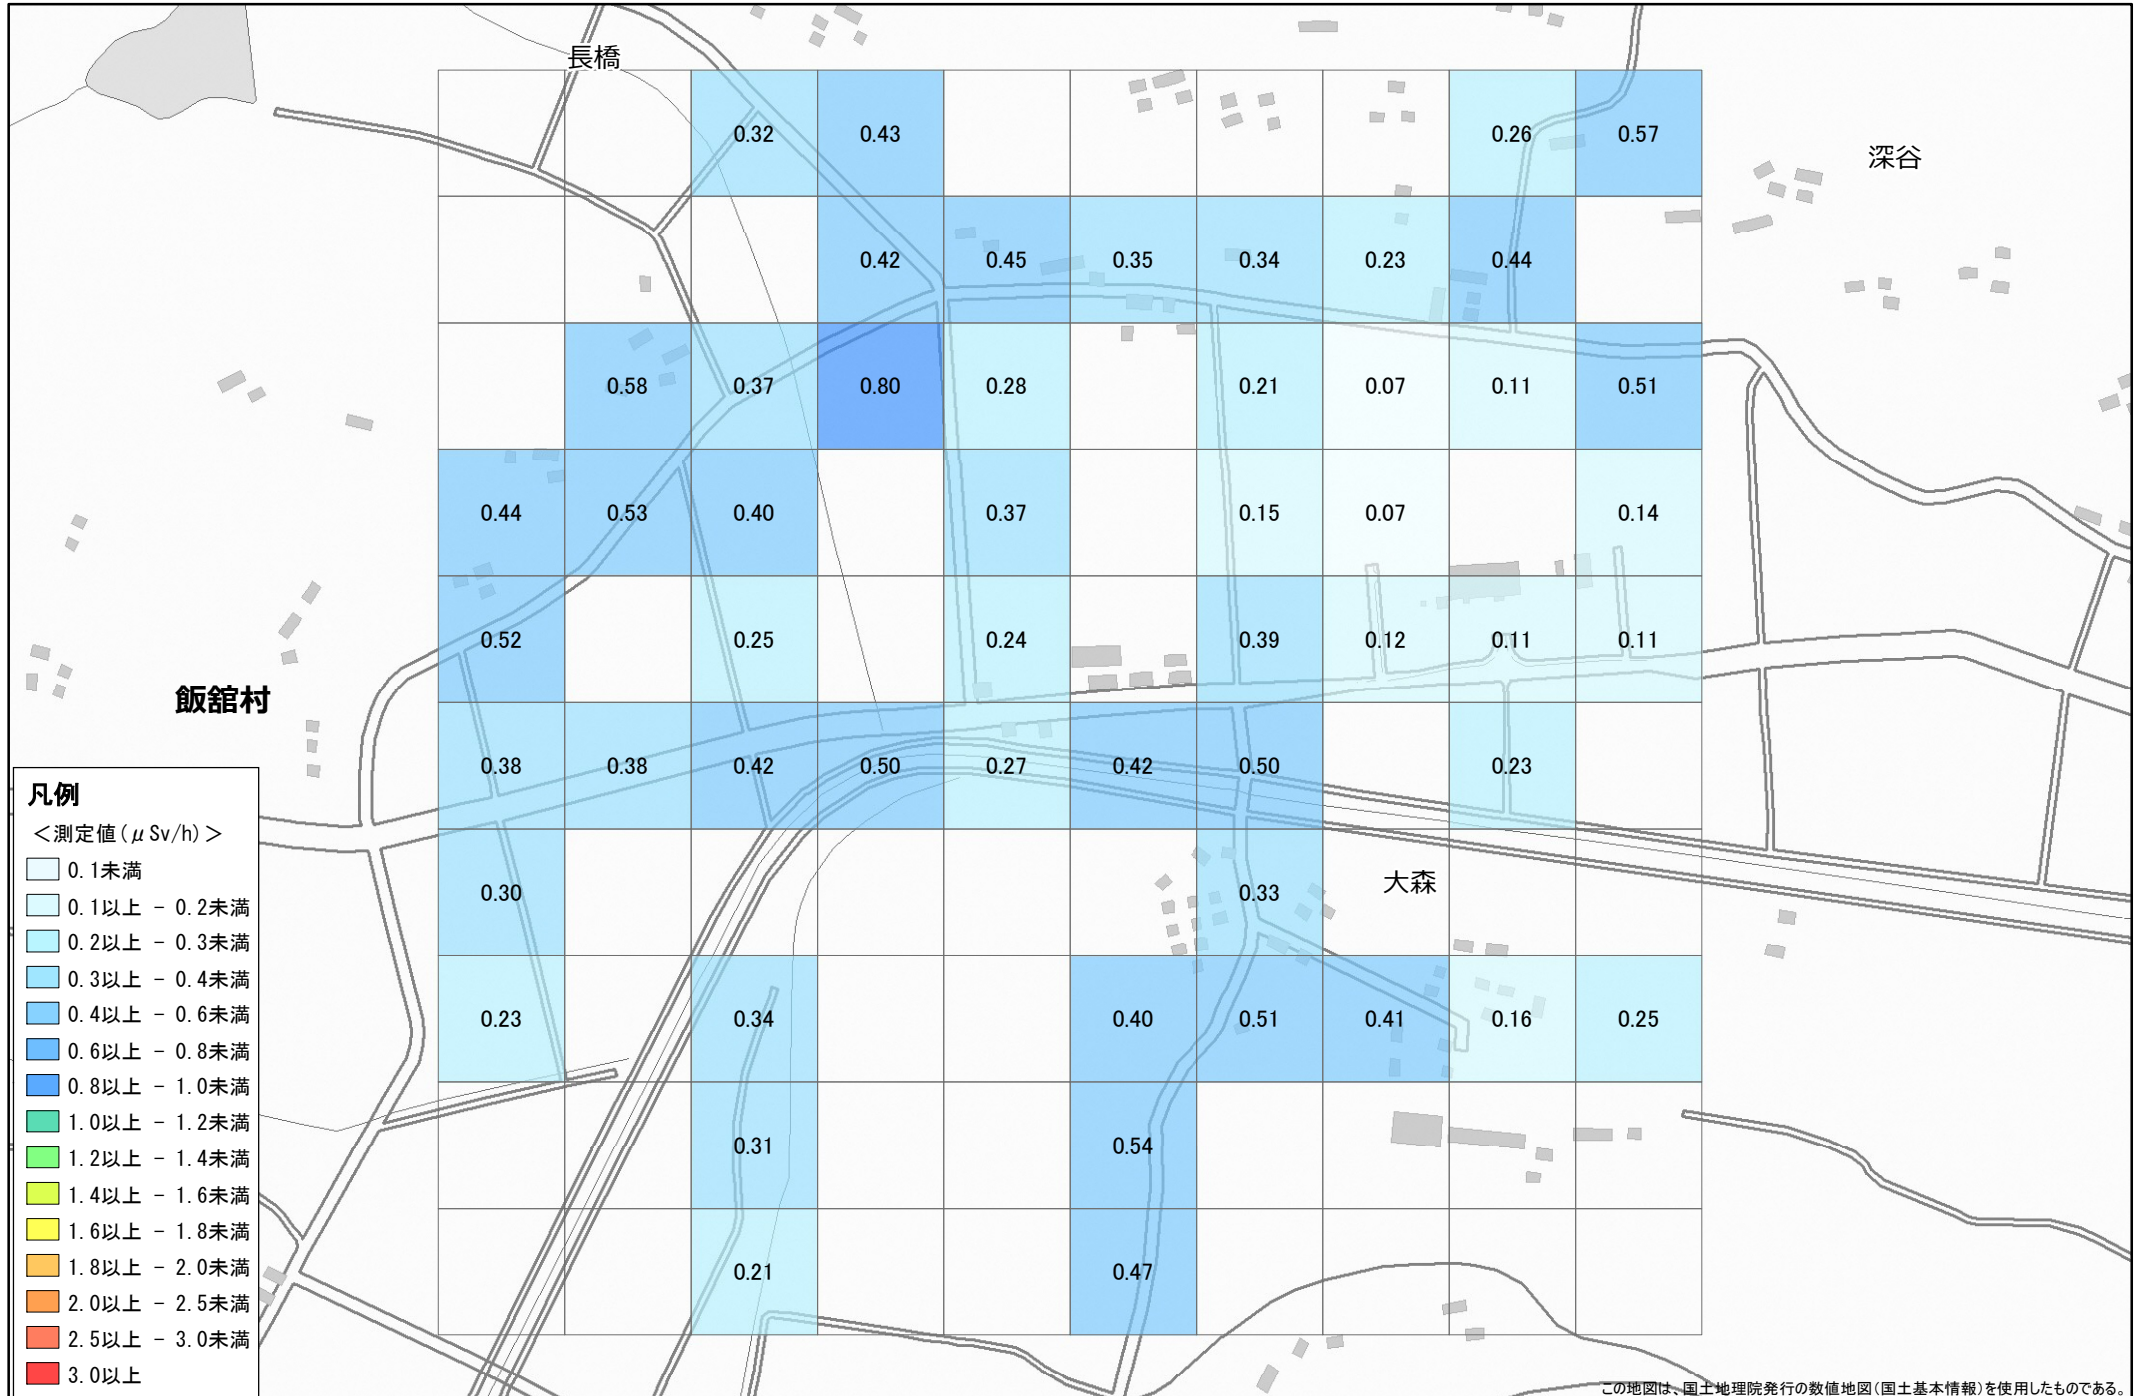 長橋
0.32 0.43 0.26 0.57
深谷
0.42 0.45 0.35 0.34 0.23 0.44
0.58 0.37 0.80 0.28 0.21 0.07 0.11 0.51
0.44 0.53 0.40 0.37 0.15 0.07 0.14
0.52 0.25 0.24 0.39 0.12 0.11 0.11
飯舘村
0.38 0.38 0.42 0.50 0.27 0.42 0.50 0.23
0.30 0.33
大森
0.23 0.34 0.40 0.51 0.41 0.16 0.25
0.31 0.54
0.21 0.47
凡例
＜測定値(μSv/h)＞
0.1未満
0.1以上 - 0.2未満
0.2以上 - 0.3未満
0.3以上 - 0.4未満
0.4以上 - 0.6未満
0.6以上 - 0.8未満
0.8以上 - 1.0未満
1.0以上 - 1.2未満
1.2以上 - 1.4未満
1.4以上 - 1.6未満
1.6以上 - 1.8未満
1.8以上 - 2.0未満
2.0以上 - 2.5未満
2.5以上 - 3.0未満
3.0以上
この地図は、国土地理院発行の数値地図(国土基本情報)を使用したものである。